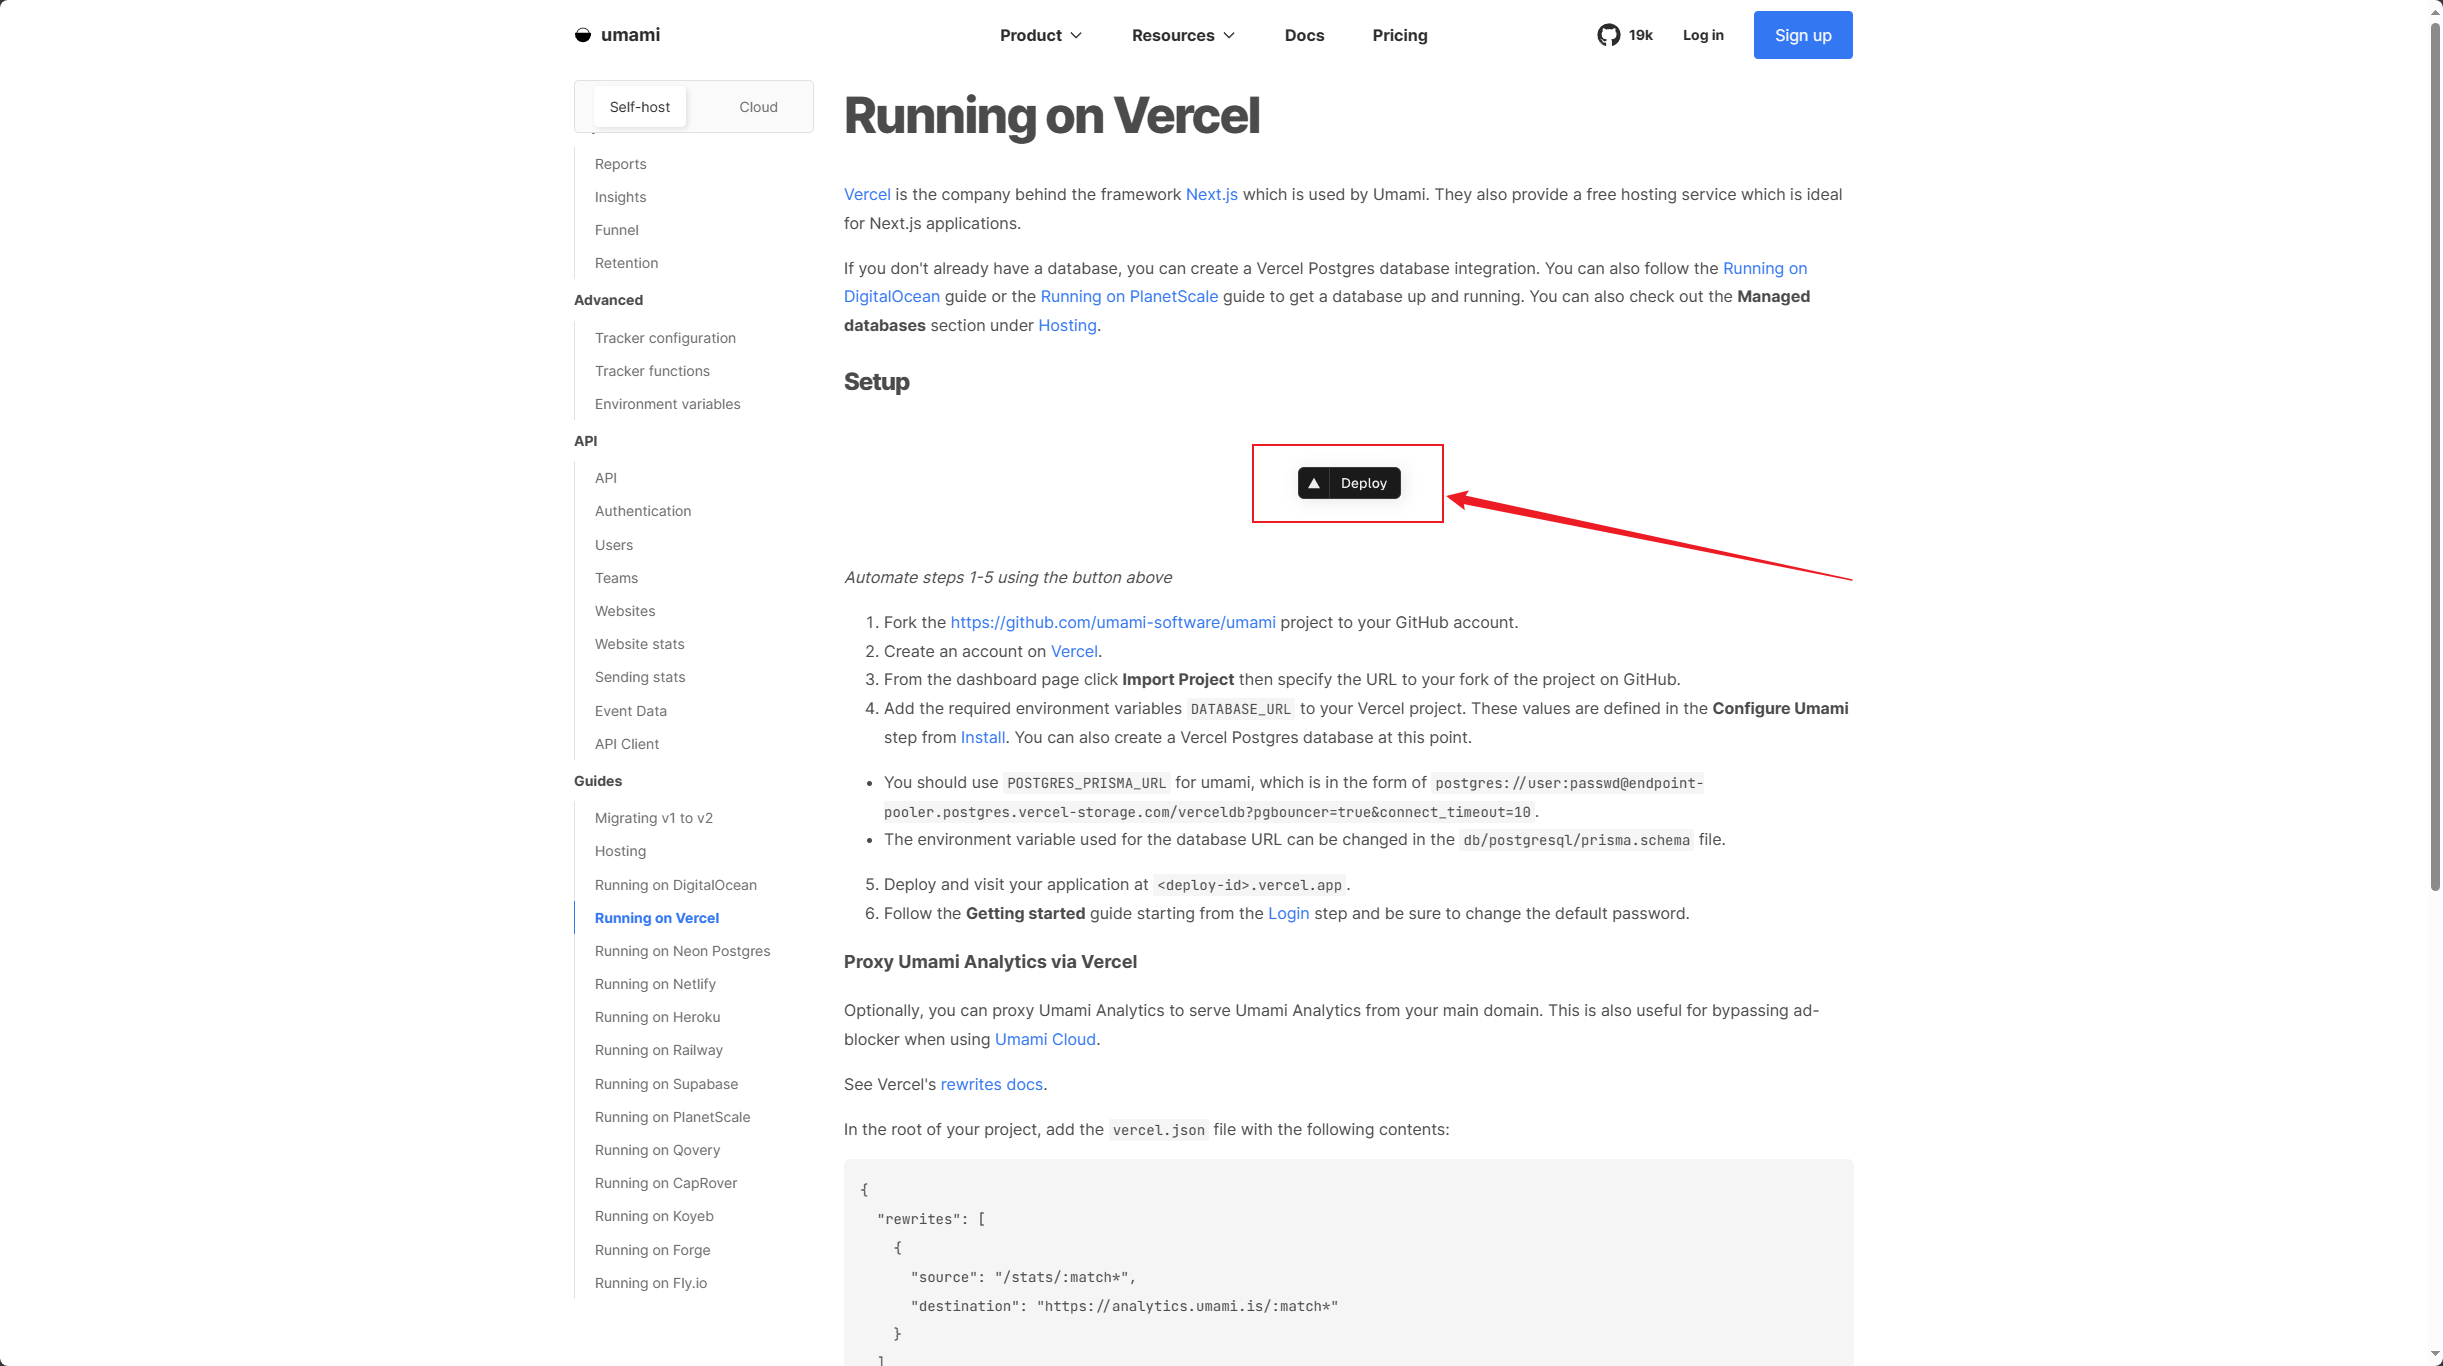 umami
Product
Resources
Docs
Pricing
19k
Log in
Sign up
Self-host
Cloud
Reports
Insights
Funnel
Retention
Advanced
Tracker configuration
Tracker functions
Environment variables
API
API
Authentication
Users
Teams
Websites
Website stats
Sending stats
Event Data
API Client
Guides
Migrating v1 to v2
Hosting
Running on DigitalOcean
Running on Vercel
Running on Neon Postgres
Running on Netlify
Running on Heroku
Running on Railway
Running on Supabase
Running on PlanetScale
Running on Qovery
Running on CapRover
Running on Koyeb
Running on Forge
Running on Fly.io
Running on Vercel
Vercel is the company behind the framework Next.js which is used by Umami. They also provide a free hosting service which is ideal
for Next.js applications.
If you don't already have a database, you can create a Vercel Postgres database integration. You can also follow the Running on
DigitalOcean guide or the Running on PlanetScale guide to get a database up and running. You can also check out the Managed
databases section under Hosting.
Setup
Deploy
Automate steps 1-5 using the button above
1. Fork the https://github.com/umami-software/umami project to your GitHub account.
2. Create an account on Vercel.
3. From the dashboard page click Import Project then specify the URL to your fork of the project on GitHub.
4. Add the required environment variables DATABASE_URL to your Vercel project. These values are defined in the Configure Umami
step from Install. You can also create a Vercel Postgres database at this point.
• You should use POSTGRES_PRISMA_URL for umami, which is in the form of postgres://user:passwd@endpoint-
pooler.postgres.vercel-storage.com/verceldb?pgbouncer=true&connect_timeout=10.
• The environment variable used for the database URL can be changed in the db/postgresql/prisma.schema file.
5. Deploy and visit your application at <deploy-id>.vercel.app.
6. Follow the Getting started guide starting from the Login step and be sure to change the default password.
Proxy Umami Analytics via Vercel
Optionally, you can proxy Umami Analytics to serve Umami Analytics from your main domain. This is also useful for bypassing ad-
blocker when using Umami Cloud.
See Vercel's rewrites docs.
In the root of your project, add the vercel.json file with the following contents:
{
"rewrites": [
{
"source": "/stats/:match*",
"destination": "https://analytics.umami.is/:match*"
}
]